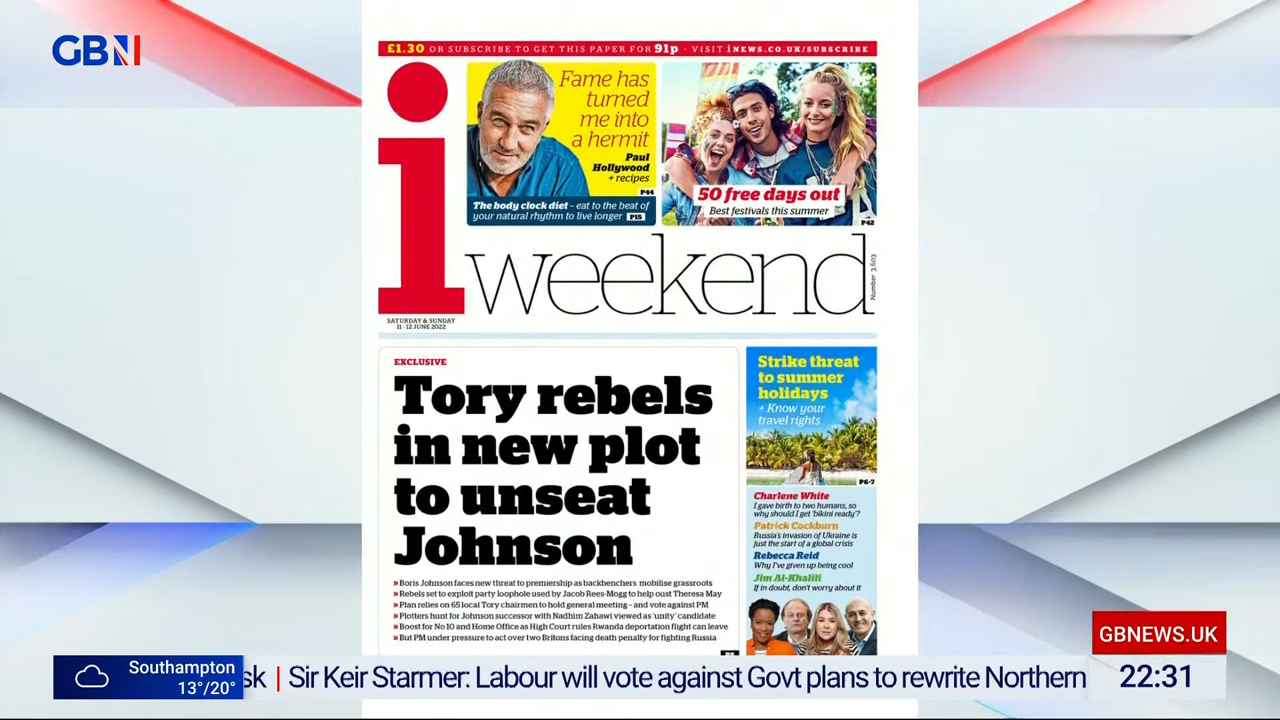 GBN
£1.30 OR SUBSCRIBE TO GET THIS PAPER FOR 91p - VISIT iNEWS.CO.UK/SUBSCRIBE
i
Fame has
turned
me into
a hermit
Paul
Hollywood
+ recipes
P44
The body clock diet - eat to the beat of
your natural rhythm to live longer P15
50 free days out
Best festivals this summer
P42
weekend
Number 3,603
SATURDAY & SUNDAY
11 - 12 JUNE 2022
EXCLUSIVE
Tory rebels
in new plot
to unseat
Johnson
» Boris Johnson faces new threat to premiership as backbenchers mobilise grassroots
» Rebels set to exploit party loophole used by Jacob Rees-Mogg to help oust Theresa May
» Plan relies on 65 local Tory chairmen to hold general meeting – and vote against PM
» Plotters hunt for Johnson successor with Nadhim Zahawi viewed as 'unity' candidate
» Boost for No 10 and Home Office as High Court rules Rwanda deportation flight can leave
» But PM under pressure to act over two Britons facing death penalty for fighting Russia
Strike threat
to summer
holidays
+ Know your
travel rights
P6-7
Charlene White
I gave birth to two humans, so
why should I get 'bikini ready'?
Patrick Cockburn
Russia's invasion of Ukraine is
just the start of a global crisis
Rebecca Reid
Why I've given up being cool
Jim Al-Khalili
If in doubt, don't worry about it
GBNEWS.UK
Southampton
13°/20°
sk | Sir Keir Starmer: Labour will vote against Govt plans to rewrite Northern
22:31